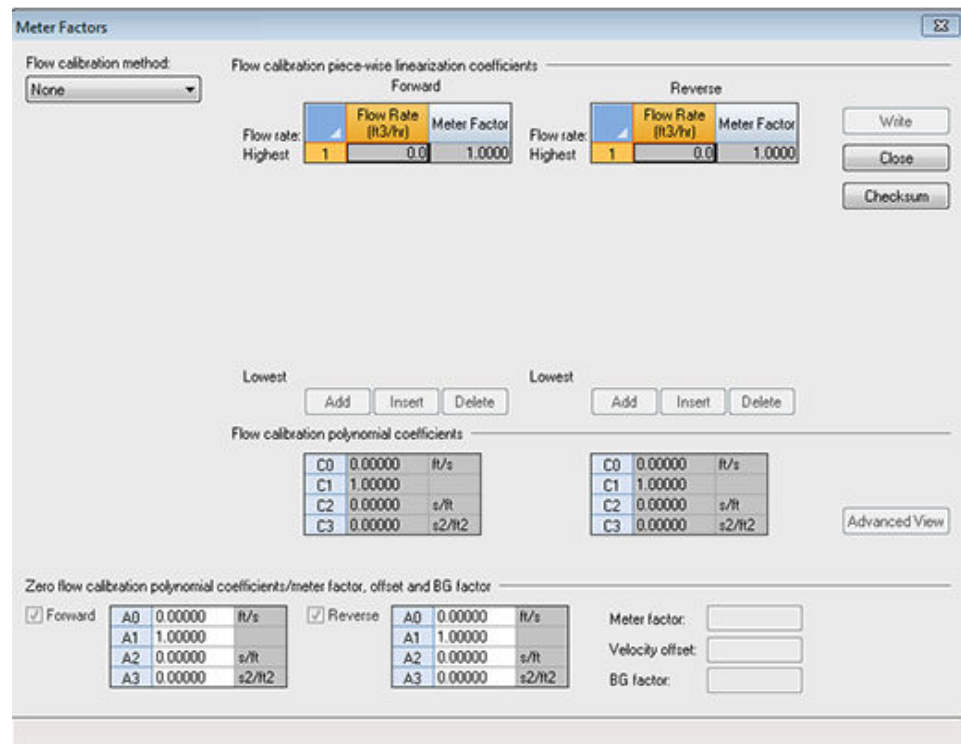 Meter Factors
Flow calibration method:
None
Flow calibration piece-wise linearization coefficients
Forward
Reverse
Flow rate: Flow Rate (ft3/hr) Meter Factor
Highest 1 0.0 1.0000
Flow rate: Flow Rate (ft3/hr) Meter Factor
Highest 1 0.0 1.0000
Write
Close
Checksum
Lowest
Add Insert Delete
Lowest
Add Insert Delete
Flow calibration polynomial coefficients
C0 0.00000 ft/s
C1 1.00000
C2 0.00000 s/ft
C3 0.00000 s2/ft2
C0 0.00000 ft/s
C1 1.00000
C2 0.00000 s/ft
C3 0.00000 s2/ft2
Advanced View
Zero flow calibration polynomial coefficients/meter factor, offset and BG factor
Forward
A0 0.00000 ft/s
A1 1.00000
A2 0.00000 s/ft
A3 0.00000 s2/ft2
Reverse
A0 0.00000 ft/s
A1 1.00000
A2 0.00000 s/ft
A3 0.00000 s2/ft2
Meter factor:
Velocity offset:
BG factor: